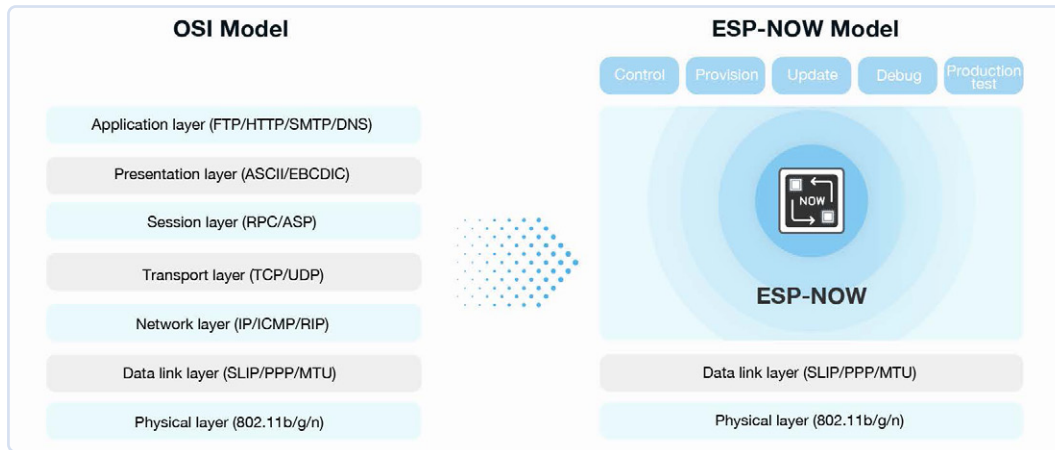 OSI Model
Application layer (FTP/HTTP/SMTP/DNS)
Presentation layer (ASCII/EBCDIC)
Session layer (RPC/ASP)
Transport layer (TCP/UDP)
Network layer (IP/ICMP/RIP)
Data link layer (SLIP/PPP/MTU)
Physical layer (802.11b/g/n)
ESP-NOW Model
Control
Provision
Update
Debug
Production
test
NOW
ESP-NOW
Data link layer (SLIP/PPP/MTU)
Physical layer (802.11b/g/n)